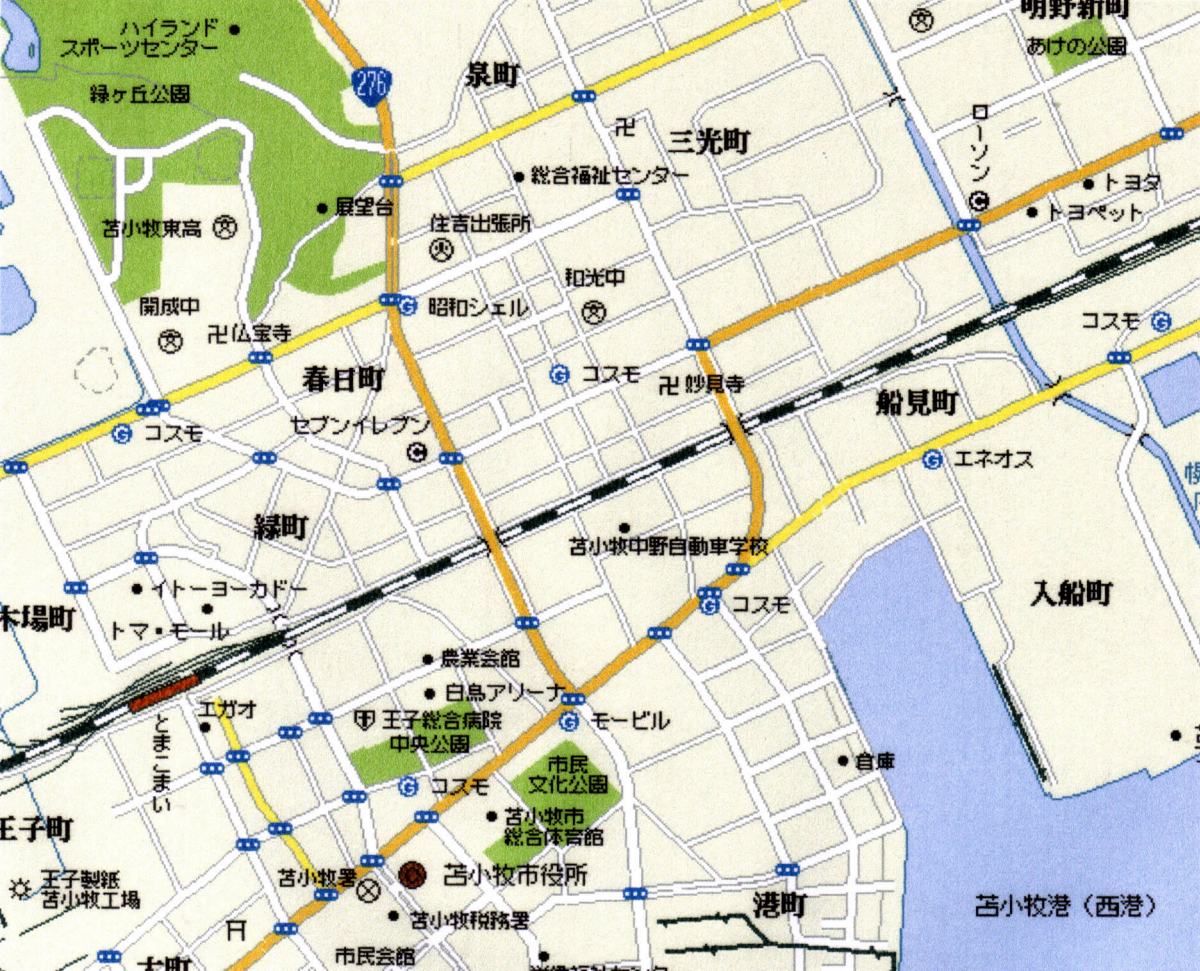 ハイランド
スポーツセンター
明野新町
あけの公園
276
泉町
緑ヶ丘公園
ローソン
三光町
総合福祉センター
トヨタ
トヨペット
展望台
苫小牧東高
住吉出張所
和光中
開成中
昭和シェル
卍仏宝寺
コスモ
春日町
コスモ
卍妙見寺
船見町
セブンイレブン
コスモ
エネオス
緑町
苫小牧中野自動車学校
イトーヨーカドー
入船町
コスモ
木場町
トマ・モール
農業会館
白鳥アリーナ
エガオ
王子総合病院
中央公園
モービル
とまこまい
市民
文化公園
倉庫
コスモ
苫小牧市
総合体育館
王子町
苫小牧署
苫小牧市役所
王子製紙
苫小牧工場
港町
苫小牧港（西港）
苫小牧税務署
市民会館